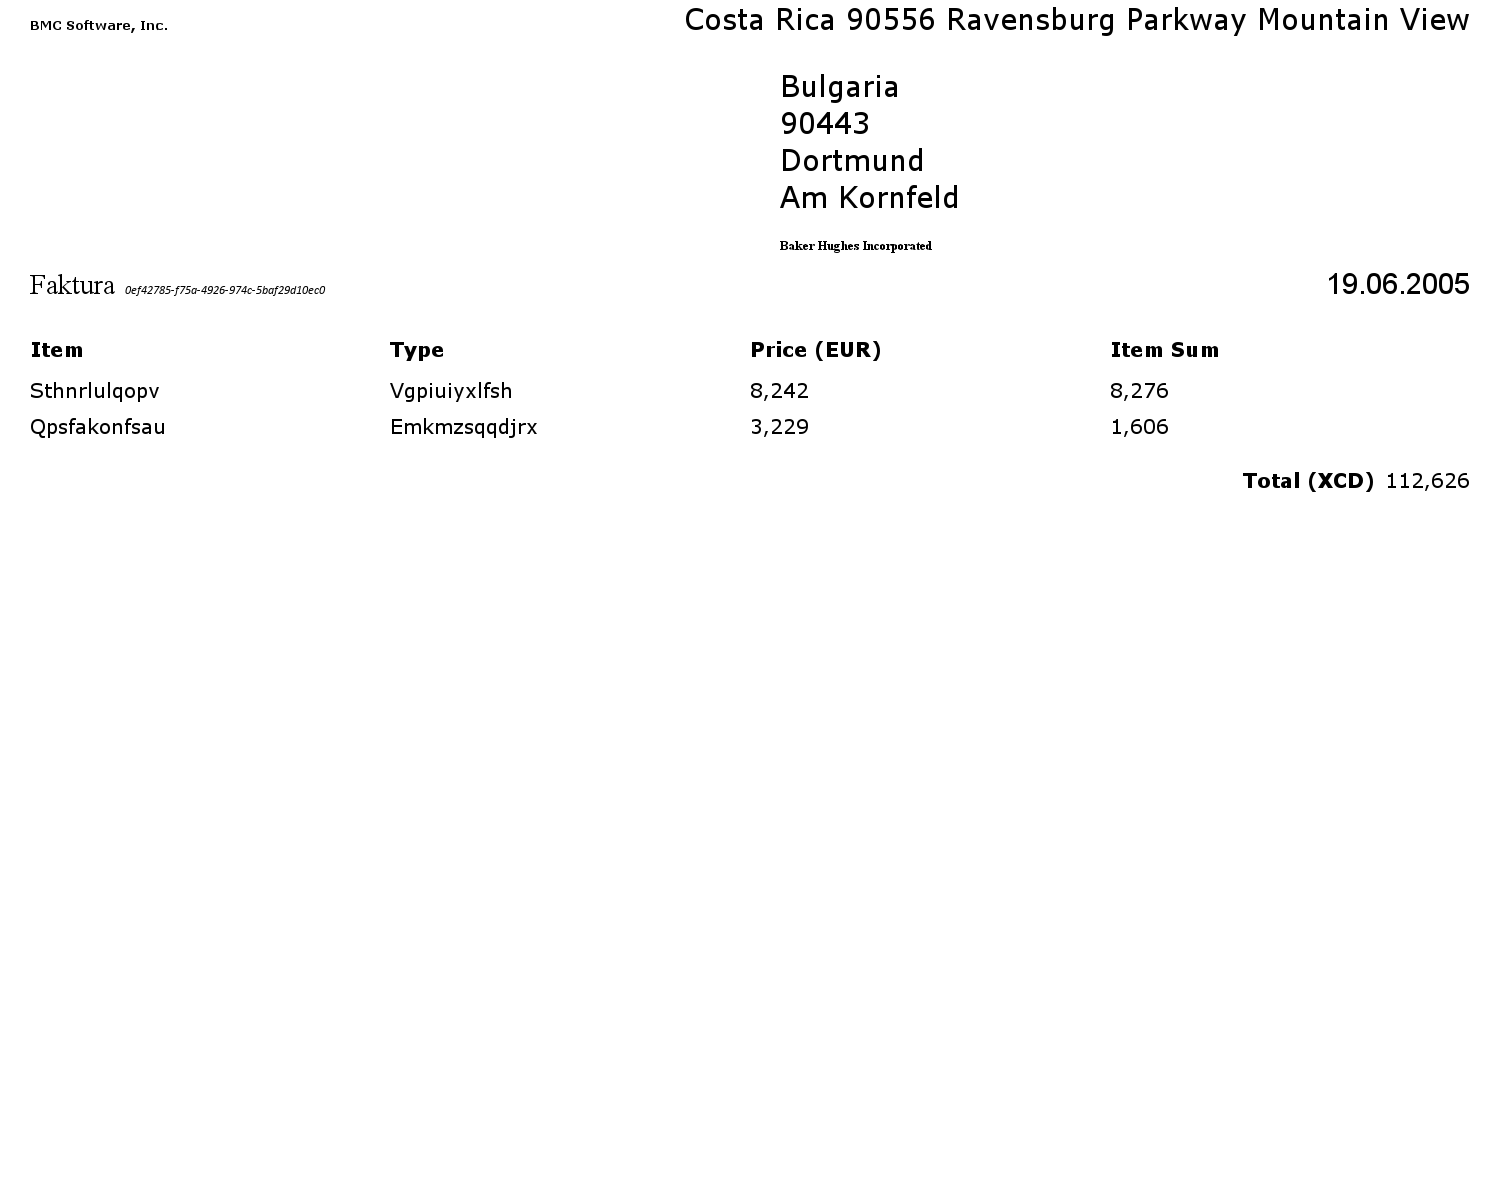 BMC Software, Inc. Costa Rica 90556 Ravensburg Parkway Mountain View
Bulgaria
90443
Dortmund
Am Kornfeld
Baker Hughes Incorporated
Faktura 0ef42785-f75a-4926-974c-5baf29d10ec0 19.06.2005
Item Type Price (EUR) Item Sum
Sthnrlulqopv Vgpiuiyxlfsh 8,242 8,276
Qpsfakonfsau Emkmzsqqdjrx 3,229 1,606
Total (XCD) 112,626